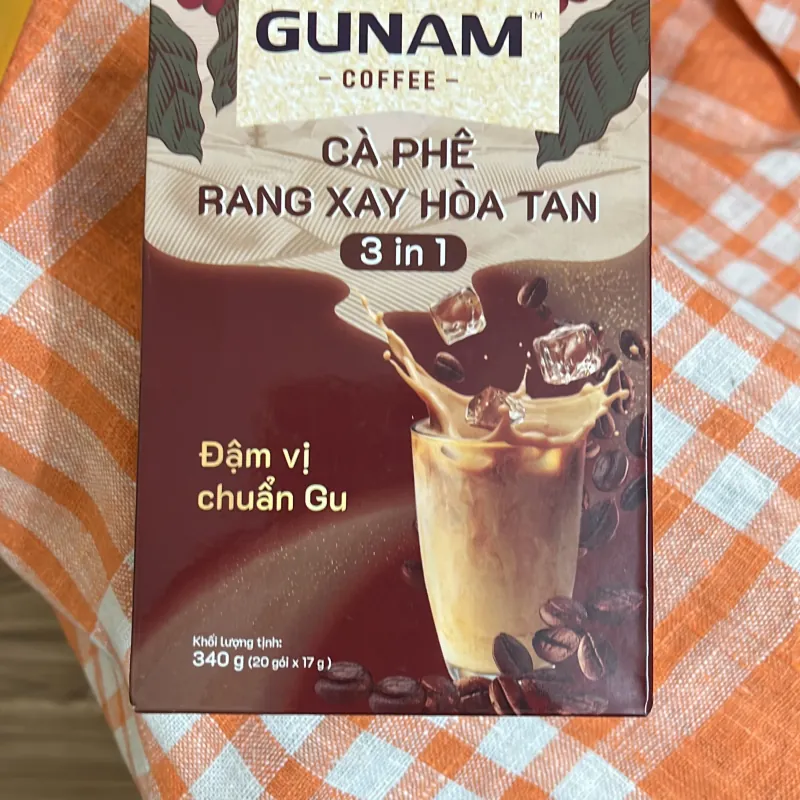 GUNAM™
- COFFEE -
CÀ PHÊ
RANG XAY HÒA TAN
3 in 1
Đậm vị
chuẩn Gu
Khối lượng tịnh:
340 g (20 gói x 17 g)